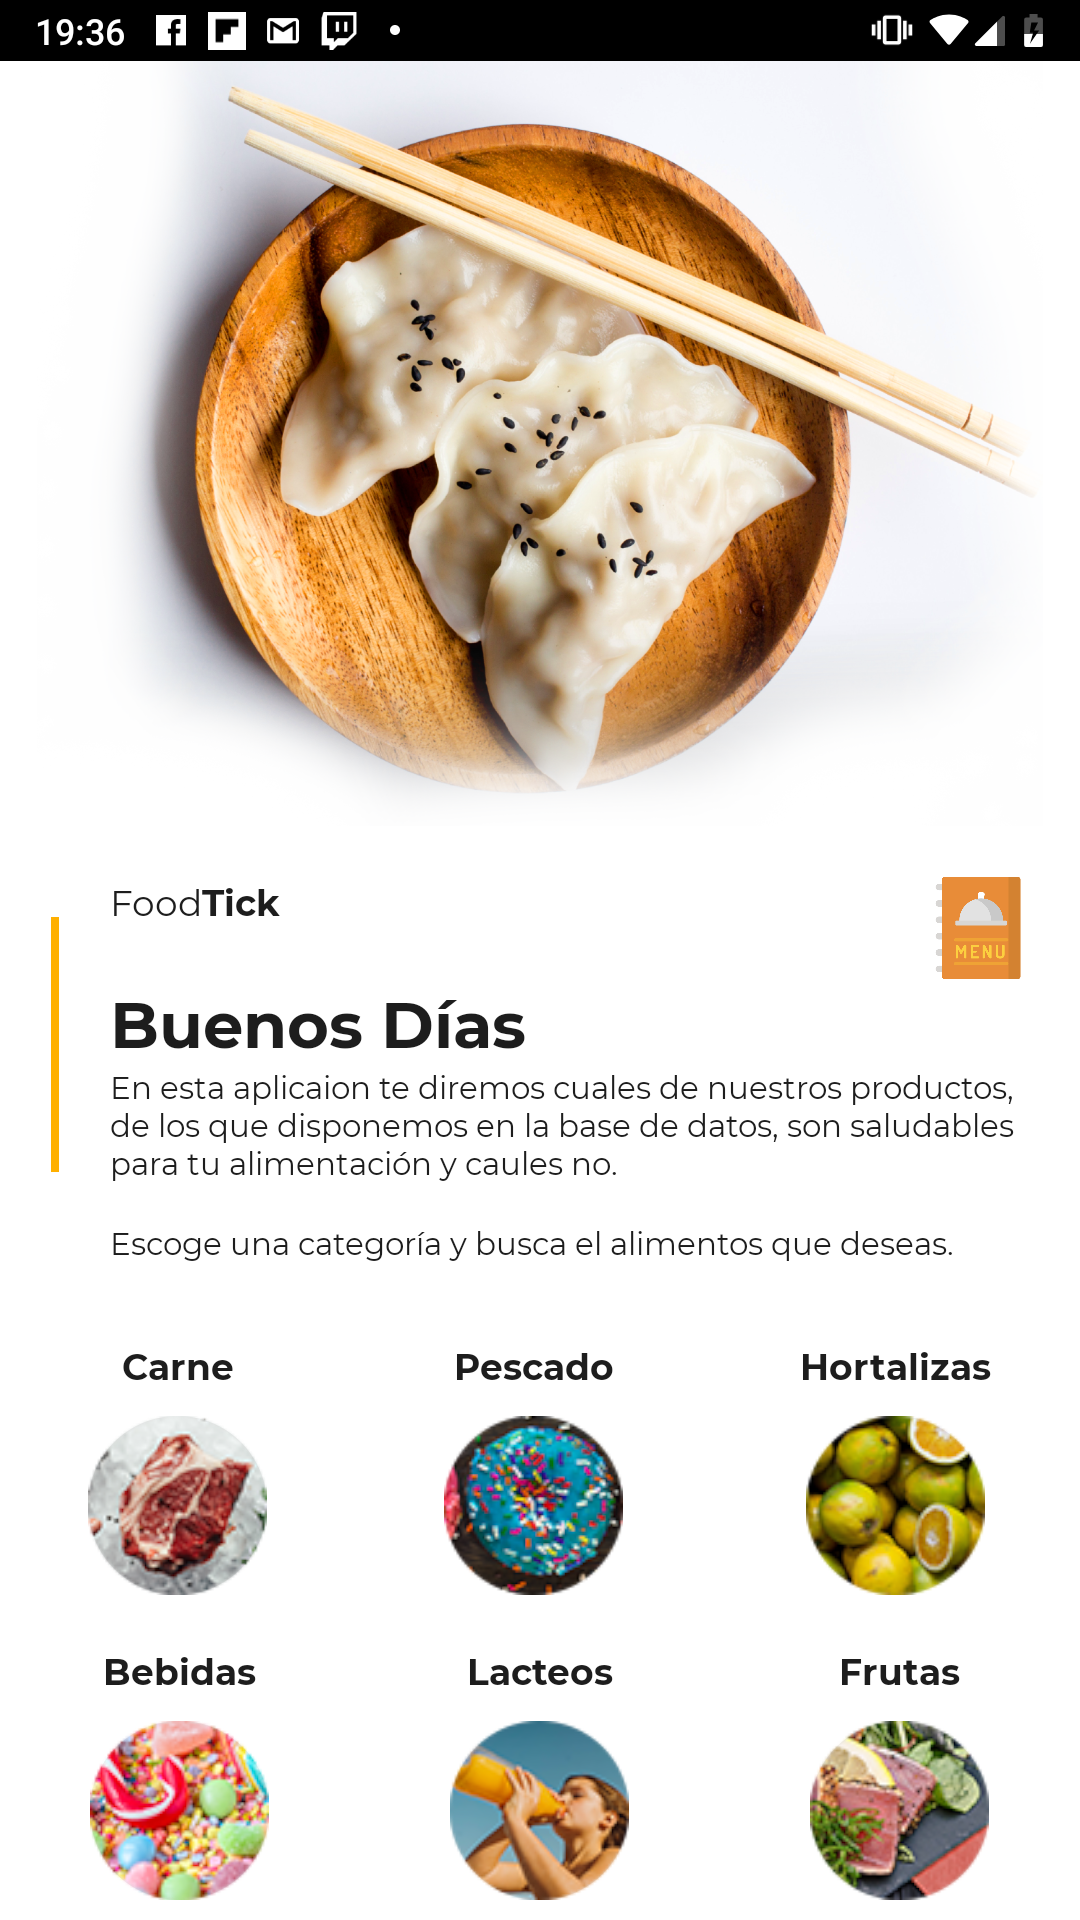 19:36
FoodTick
MENU
Buenos Días
En esta aplicaion te diremos cuales de nuestros productos,
de los que disponemos en la base de datos, son saludables
para tu alimentación y caules no.
Escoge una categoría y busca el alimentos que deseas.
Carne Pescado Hortalizas
Bebidas Lacteos Frutas